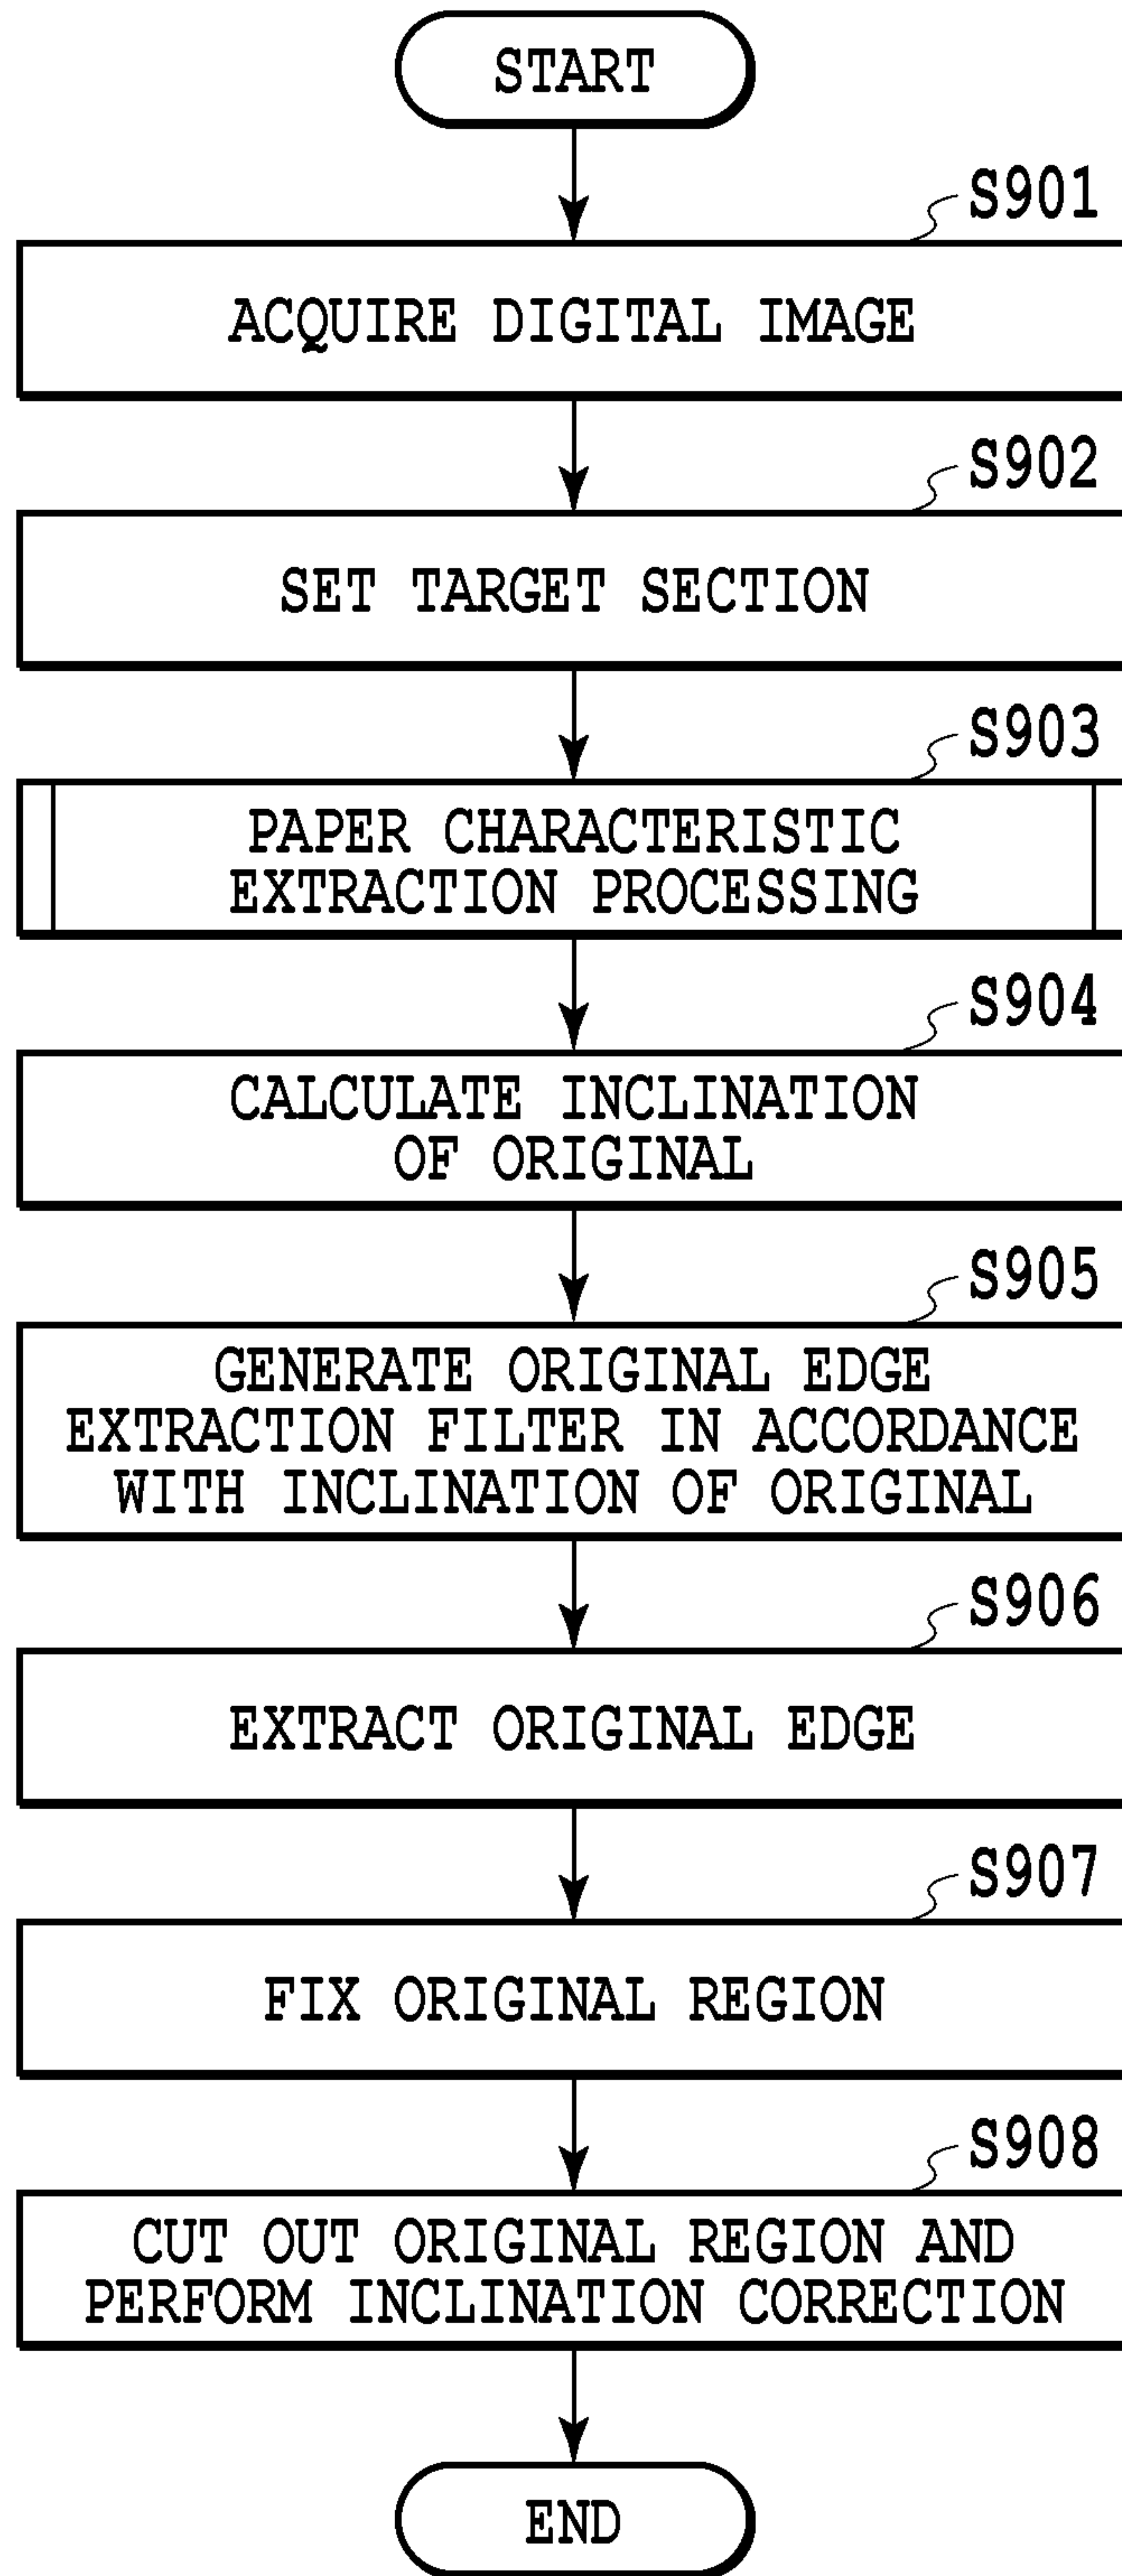 START
S901
ACQUIRE DIGITAL IMAGE
S902
SET TARGET SECTION
S903
PAPER CHARACTERISTIC
EXTRACTION PROCESSING
S904
CALCULATE INCLINATION
OF ORIGINAL
S905
GENERATE ORIGINAL EDGE
EXTRACTION FILTER IN ACCORDANCE
WITH INCLINATION OF ORIGINAL
S906
EXTRACT ORIGINAL EDGE
S907
FIX ORIGINAL REGION
S908
CUT OUT ORIGINAL REGION AND
PERFORM INCLINATION CORRECTION
END